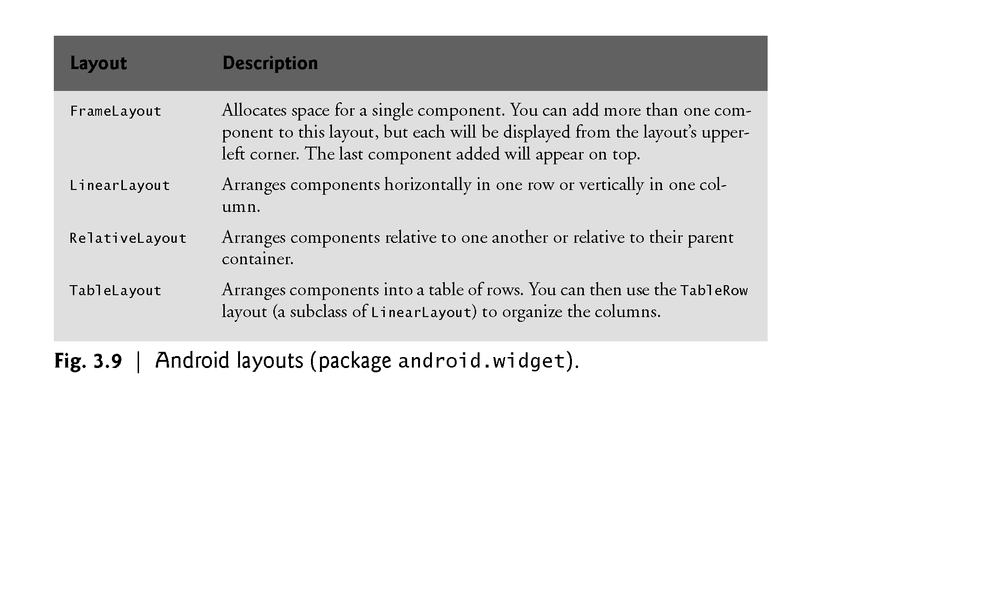 Layout Description
FrameLayout Allocates space for a single component. You can add more than one com-
ponent to this layout, but each will be displayed from the layout’s upper-
left corner. The last component added will appear on top.
LinearLayout Arranges components horizontally in one row or vertically in one col-
umn.
RelativeLayout Arranges components relative to one another or relative to their parent
container.
TableLayout Arranges components into a table of rows. You can then use the TableRow
layout (a subclass of LinearLayout) to organize the columns.
Fig. 3.9 | Android layouts (package android.widget).